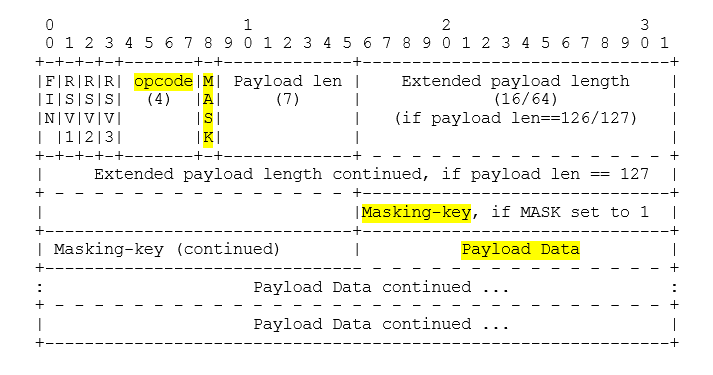 0                   1                   2                   3
 0 1 2 3 4 5 6 7 8 9 0 1 2 3 4 5 6 7 8 9 0 1 2 3 4 5 6 7 8 9 0 1
+-+-+-+-+-------+-+-------------+-------------------------------+
|F|R|R|R| opcode|M| Payload len |    Extended payload length    |
|I|S|S|S|  (4)  |A|     (7)     |             (16/64)           |
|N|V|V|V|       |S|             |   (if payload len==126/127)   |
| |1|2|3|       |K|             |                               |
+-+-+-+-+-------+-+-------------+ - - - - - - - - - - - - - - - +
|     Extended payload length continued, if payload len == 127  |
+ - - - - - - - - - - - - - - - +-------------------------------+
|                               |Masking-key, if MASK set to 1  |
+-------------------------------+-------------------------------+
| Masking-key (continued)       |          Payload Data         |
+-------------------------------- - - - - - - - - - - - - - - - +
:                     Payload Data continued ...                :
+ - - - - - - - - - - - - - - - - - - - - - - - - - - - - - - - +
|                     Payload Data continued ...                |
+---------------------------------------------------------------+